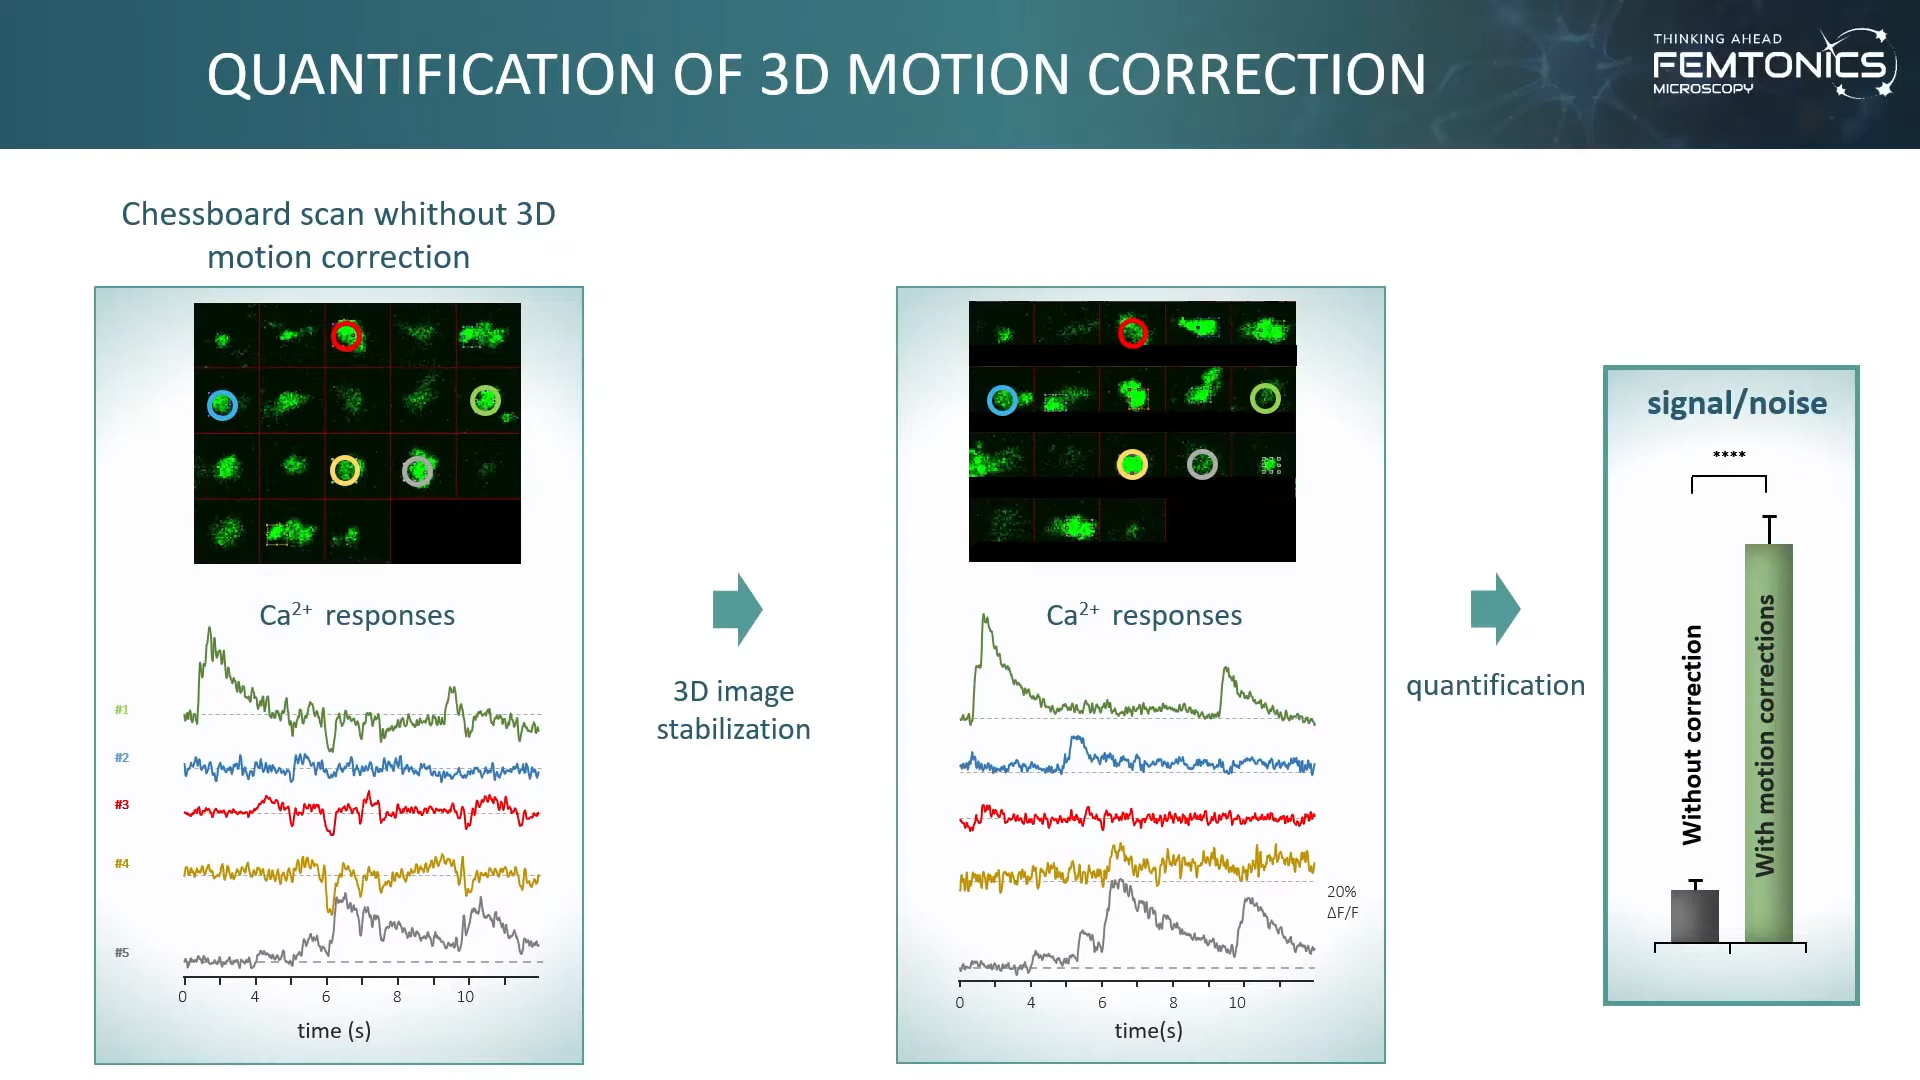 QUANTIFICATION OF 3D MOTION CORRECTION
THINKING AHEAD
FEMTONICS
MICROSCOPY
Chessboard scan whithout 3D
motion correction
Ca²⁺ responses
#1
#2
#3
#4
#5
0 4 6 8 10
time (s)
3D image
stabilization
Ca²⁺ responses
20%
ΔF/F
0 4 6 8 10
time(s)
quantification
signal/noise
****
Without correction
With motion corrections